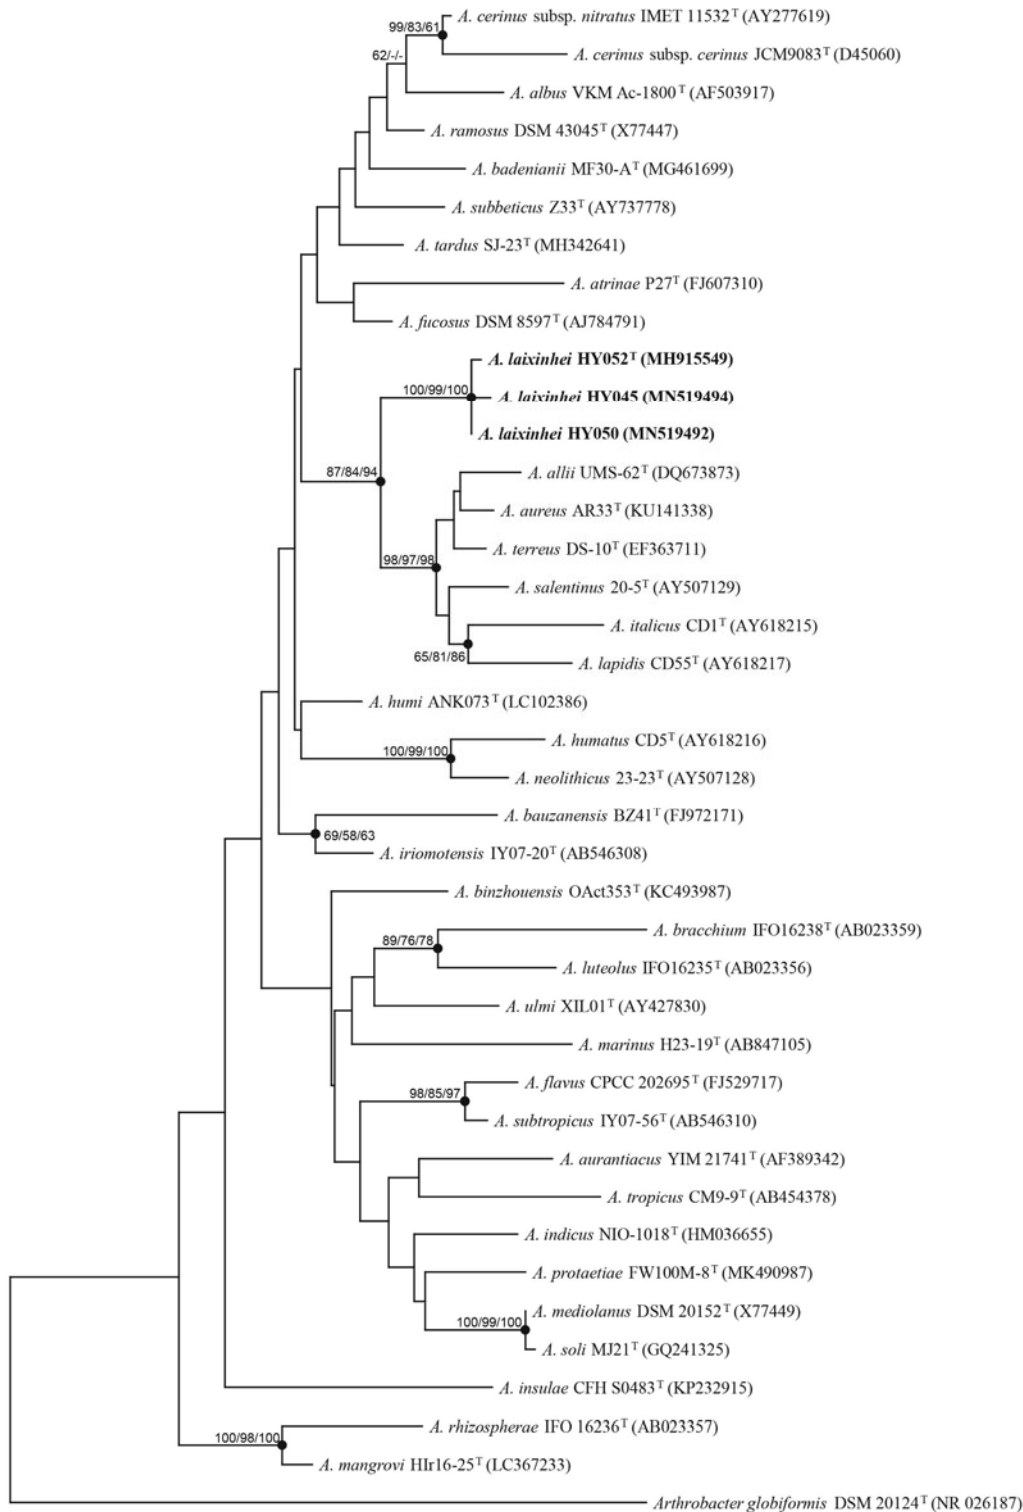 A. cerinus subsp. nitratus IMET 11532T (AY277619)
99/83/61
A. cerinus subsp. cerinus JCM9083T (D45060)
62/-/-
A. albus VKM Ac-1800T (AF503917)
A. ramosus DSM 43045T (X77447)
A. badenianii MF30-AT (MG461699)
A. subbeticus Z33T (AY737778)
A. tardus SJ-23T (MH342641)
A. atrinae P27T (FJ607310)
A. fucosus DSM 8597T (AJ784791)
A. laixinhei HY052T (MH915549)
100/99/100
A. laixinhei HY045 (MN519494)
A. laixinhei HY050 (MN519492)
87/84/94
A. allii UMS-62T (DQ673873)
A. aureus AR33T (KU141338)
A. terreus DS-10T (EF363711)
98/97/98
A. salentinus 20-5T (AY507129)
A. italicus CD1T (AY618215)
65/81/86
A. lapidis CD55T (AY618217)
A. humi ANK073T (LC102386)
A. humatus CD5T (AY618216)
100/99/100
A. neolithicus 23-23T (AY507128)
A. bauzanensis BZ41T (FJ972171)
69/58/63
A. iriomotensis IY07-20T (AB546308)
A. binzhouensis OAct353T (KC493987)
A. bracchium IFO16238T (AB023359)
89/76/78
A. luteolus IFO16235T (AB023356)
A. ulmi XIL01T (AY427830)
A. marinus H23-19T (AB847105)
A. flavus CPCC 202695T (FJ529717)
98/85/97
A. subtropicus IY07-56T (AB546310)
A. aurantiacus YIM 21741T (AF389342)
A. tropicus CM9-9T (AB454378)
A. indicus NIO-1018T (HM036655)
A. protaetiae FW100M-8T (MK490987)
A. mediolanus DSM 20152T (X77449)
100/99/100
A. soli MJ21T (GQ241325)
A. insulae CFH S0483T (KP232915)
A. rhizospherae IFO 16236T (AB023357)
100/98/100
A. mangrovi HIr16-25T (LC367233)
Arthrobacter globiformis DSM 20124T (NR 026187)